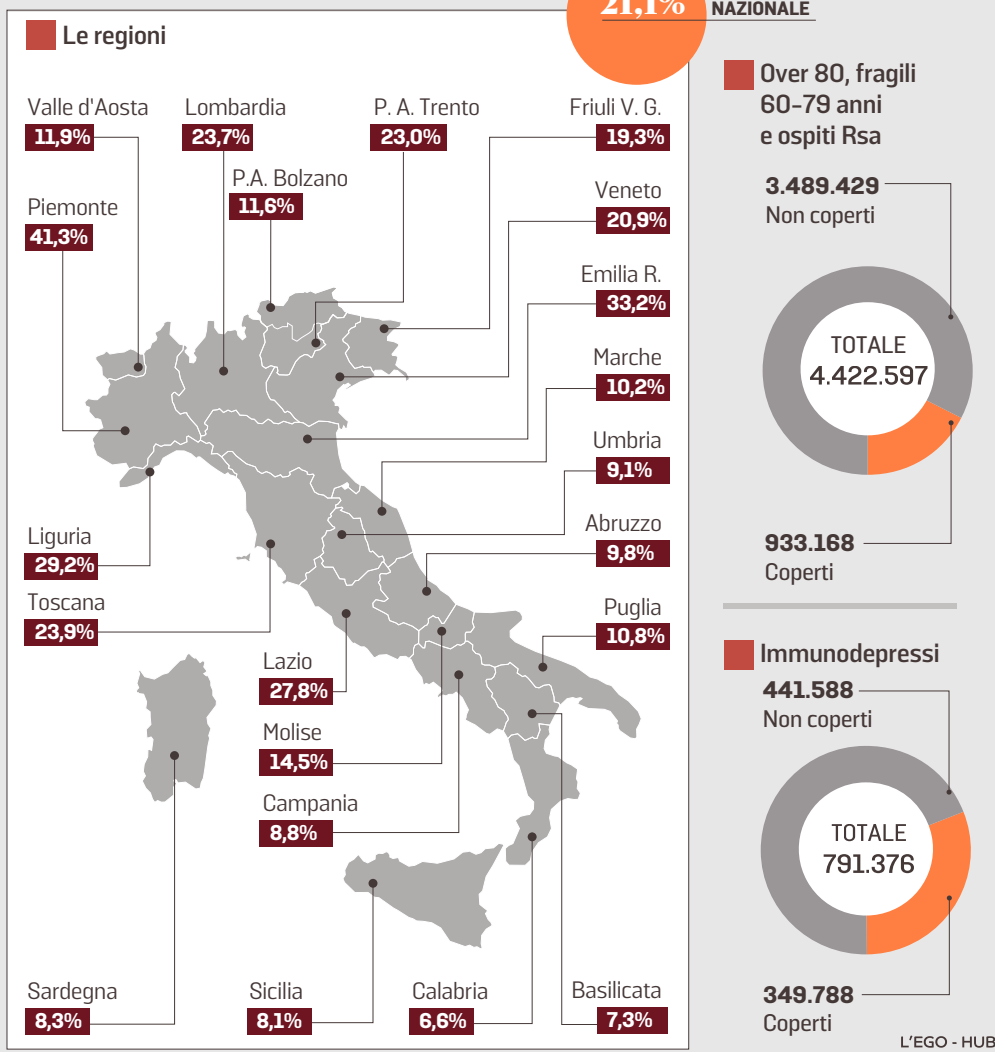 21,1%
NAZIONALE
Le regioni
Valle d'Aosta
11,9%
Lombardia
23,7%
P. A. Trento
23,0%
Friuli V. G.
19,3%
P.A. Bolzano
11,6%
Piemonte
41,3%
Veneto
20,9%
Emilia R.
33,2%
Marche
10,2%
Umbria
9,1%
Liguria
29,2%
Abruzzo
9,8%
Toscana
23,9%
Puglia
10,8%
Lazio
27,8%
Molise
14,5%
Campania
8,8%
Sardegna
8,3%
Sicilia
8,1%
Calabria
6,6%
Basilicata
7,3%
Over 80, fragili
60-79 anni
e ospiti Rsa
3.489.429
Non coperti
TOTALE
4.422.597
933.168
Coperti
Immunodepressi
441.588
Non coperti
TOTALE
791.376
349.788
Coperti
L'EGO - HUB